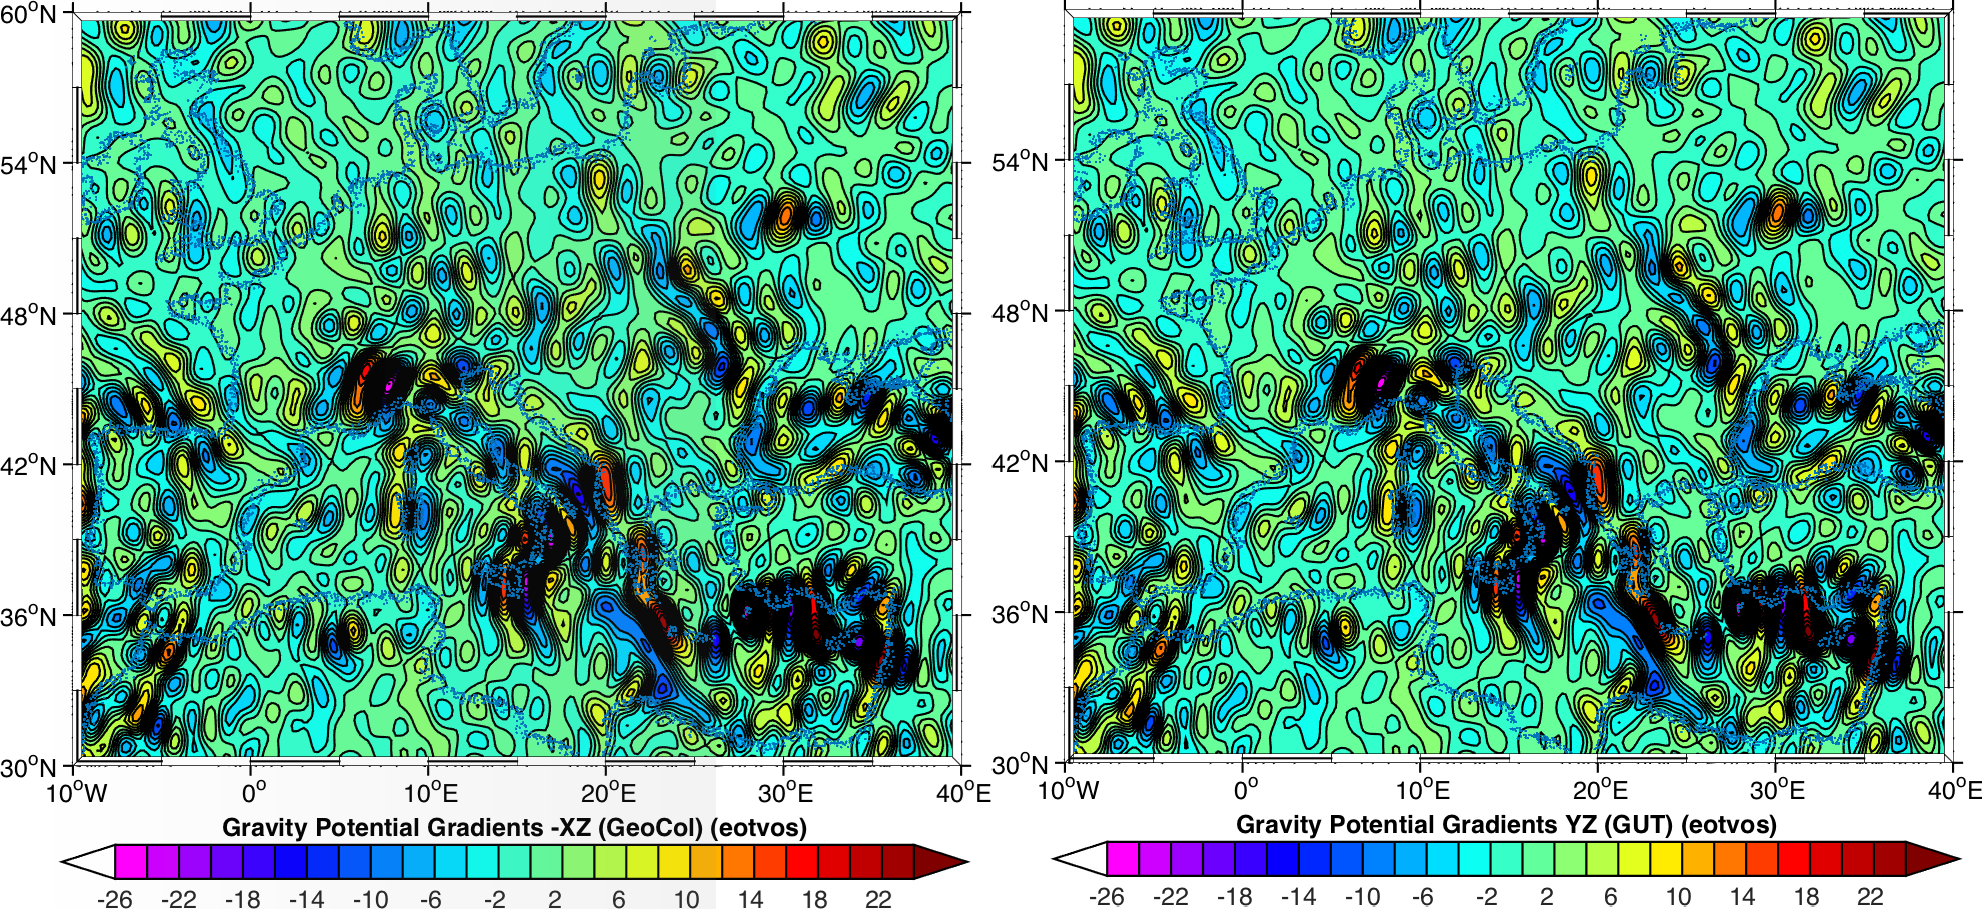 60°N
54°N
48°N
42°N
36°N
30°N
10°W 0° 10°E 20°E 30°E 40°E
Gravity Potential Gradients -XZ (GeoCol) (eotvos)
-26 -22 -18 -14 -10 -6 -2 2 6 10 14 18 22
54°N
48°N
42°N
36°N
30°N
10°W 0° 10°E 20°E 30°E 40°E
Gravity Potential Gradients YZ (GUT) (eotvos)
-26 -22 -18 -14 -10 -6 -2 2 6 10 14 18 22